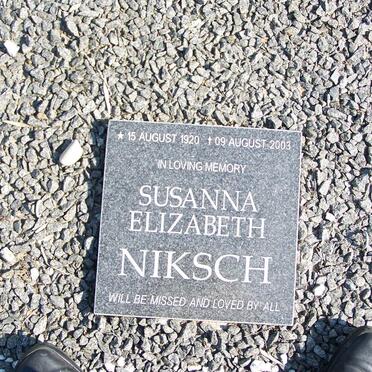 ★ 15 AUGUST 1920 ✝ 09 AUGUST 2003
IN LOVING MEMORY
SUSANNA
ELIZABETH
NIKSCH
WILL BE MISSED AND LOVED BY ALL